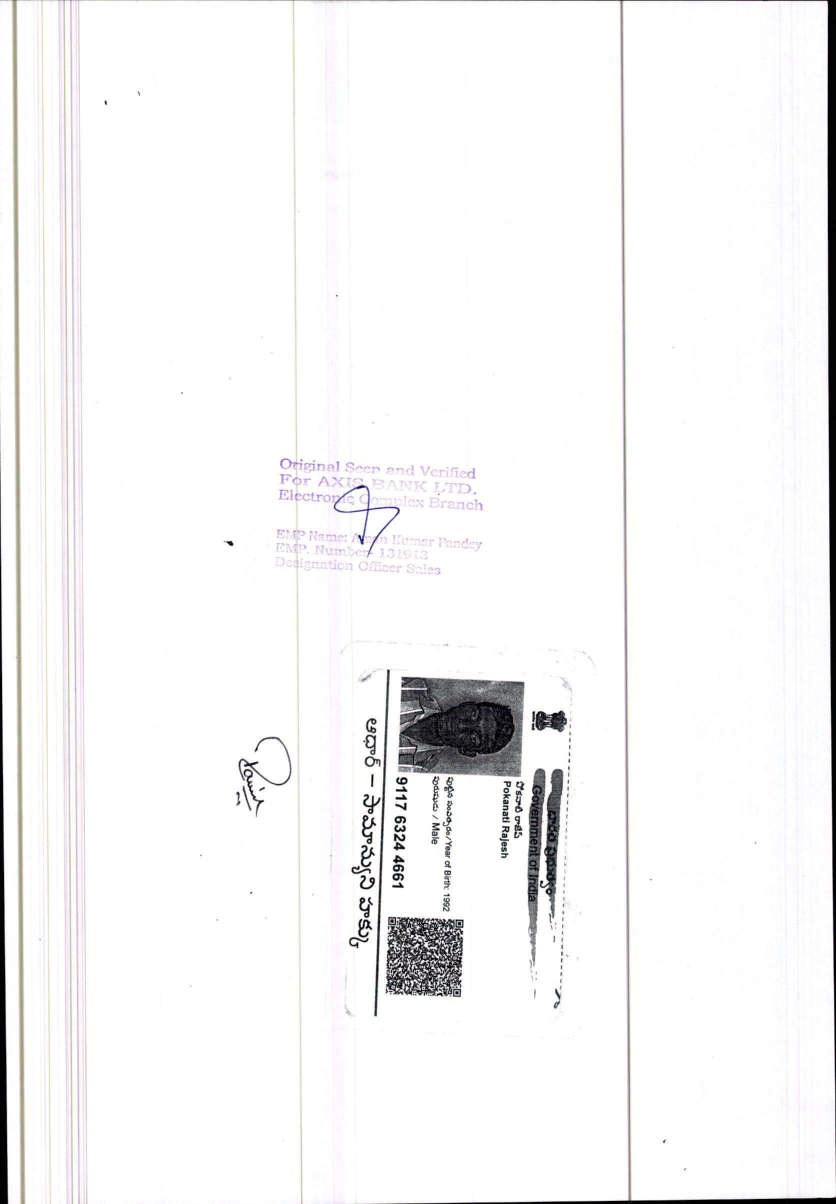 Original Seen and Verified
For AXIS BANK LTD.
Electronic Complex Branch
EMP Name: Aman Kumar Pandey
EMP. Number- 131913
Designation Officer Sales
భారత ప్రభుత్వం
Government of India
పోకనాటి రాజేష్
Pokanati Rajesh
పుట్టిన సంవత్సరం/Year of Birth: 1992
పురుషుడు / Male
9117 6324 4661
ఆధార్ – సామాన్యుని హక్కు